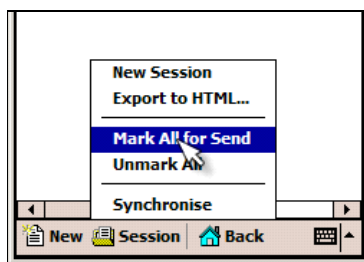 New Session
Export to HTML...
Mark All for Send
Unmark All
Synchronise
New Session Back